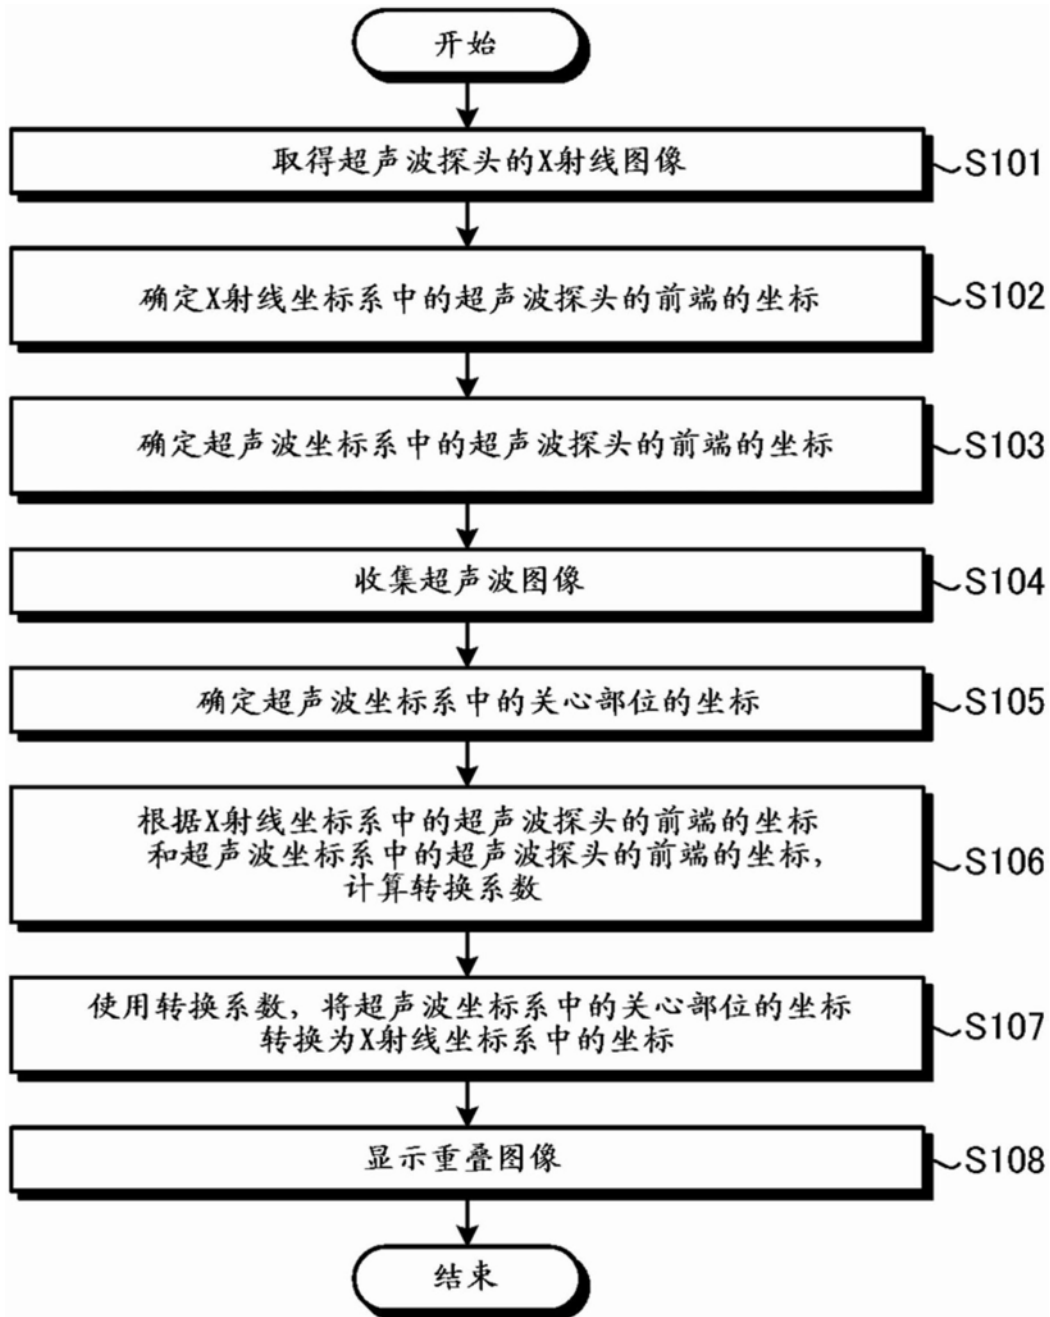 开始
取得超声波探头的X射线图像
S101
确定X射线坐标系中的超声波探头的前端的坐标
S102
确定超声波坐标系中的超声波探头的前端的坐标
S103
收集超声波图像
S104
确定超声波坐标系中的关心部位的坐标
S105
根据X射线坐标系中的超声波探头的前端的坐标
和超声波坐标系中的超声波探头的前端的坐标,
计算转换系数
S106
使用转换系数, 将超声波坐标系中的关心部位的坐标
转换为X射线坐标系中的坐标
S107
显示重叠图像
S108
结束